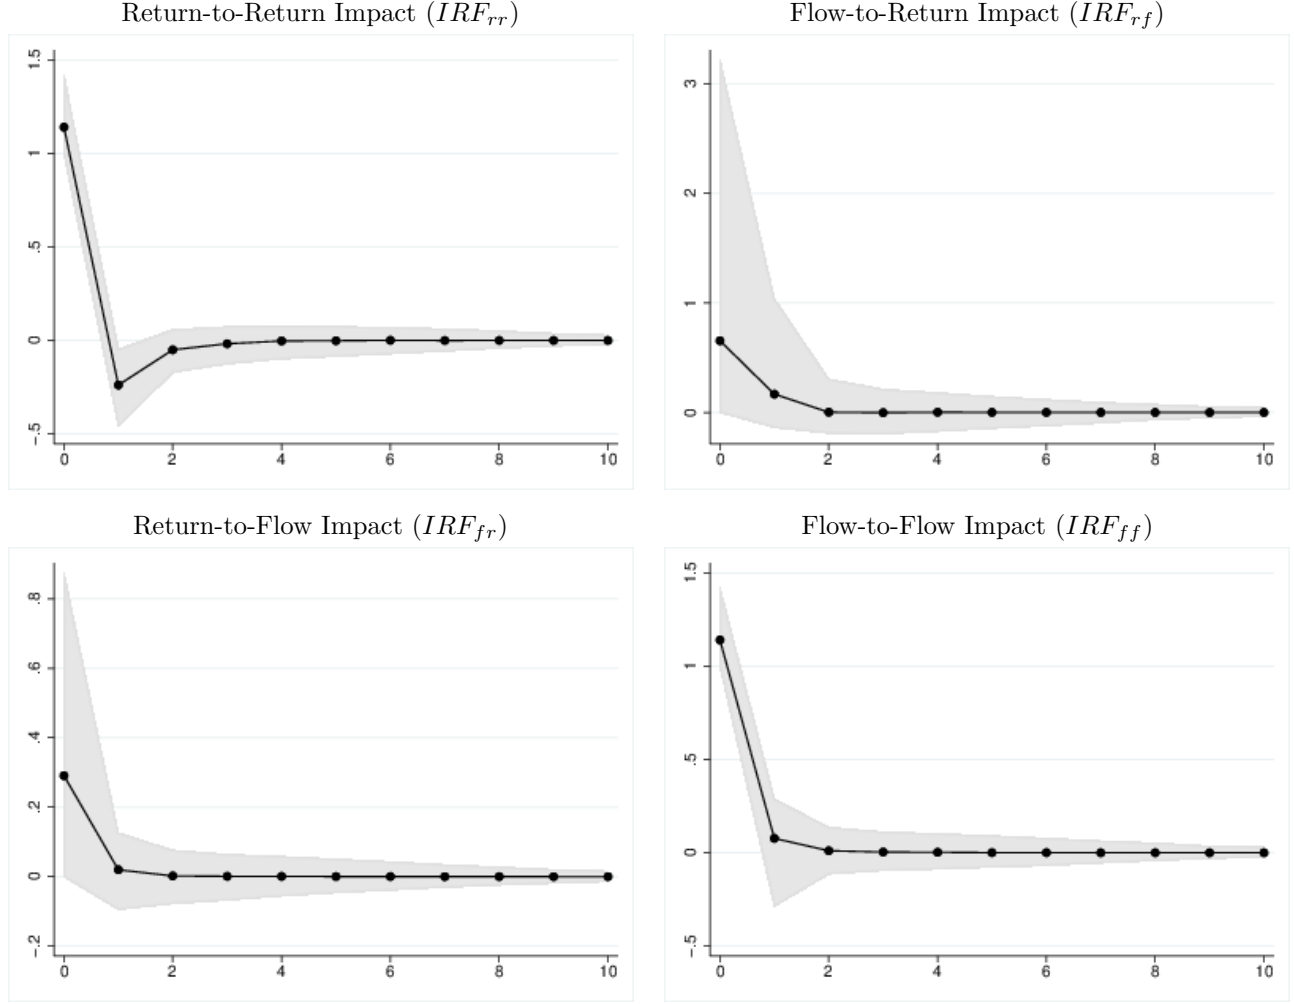 Return-to-Return Impact (IRF_rr)
Flow-to-Return Impact (IRF_rf)
1.5
1
.5
0
-.5
0 2 4 6 8 10
3
2
1
0
0 2 4 6 8 10
Return-to-Flow Impact (IRF_fr)
Flow-to-Flow Impact (IRF_ff)
.8
.6
.4
.2
0
-.2
0 2 4 6 8 10
1.5
1
.5
0
-.5
0 2 4 6 8 10